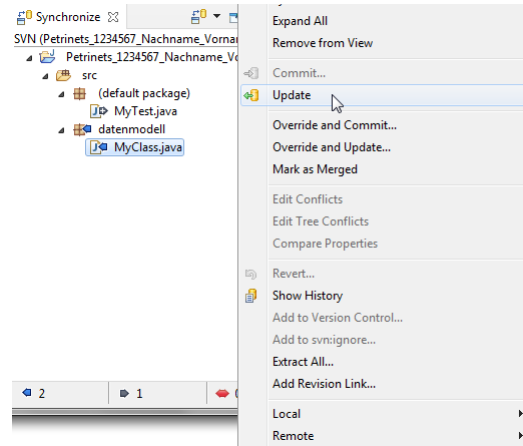 Synchronize
SVN (Petrinets_1234567_Nachname_Vornam
Petrinets_1234567_Nachname_Vo
src
(default package)
MyTest.java
datenmodell
MyClass.java
2
1
Expand All
Remove from View
Commit...
Update
Override and Commit...
Override and Update...
Mark as Merged
Edit Conflicts
Edit Tree Conflicts
Compare Properties
Revert...
Show History
Add to Version Control...
Add to svn:ignore...
Extract All...
Add Revision Link...
Local
Remote